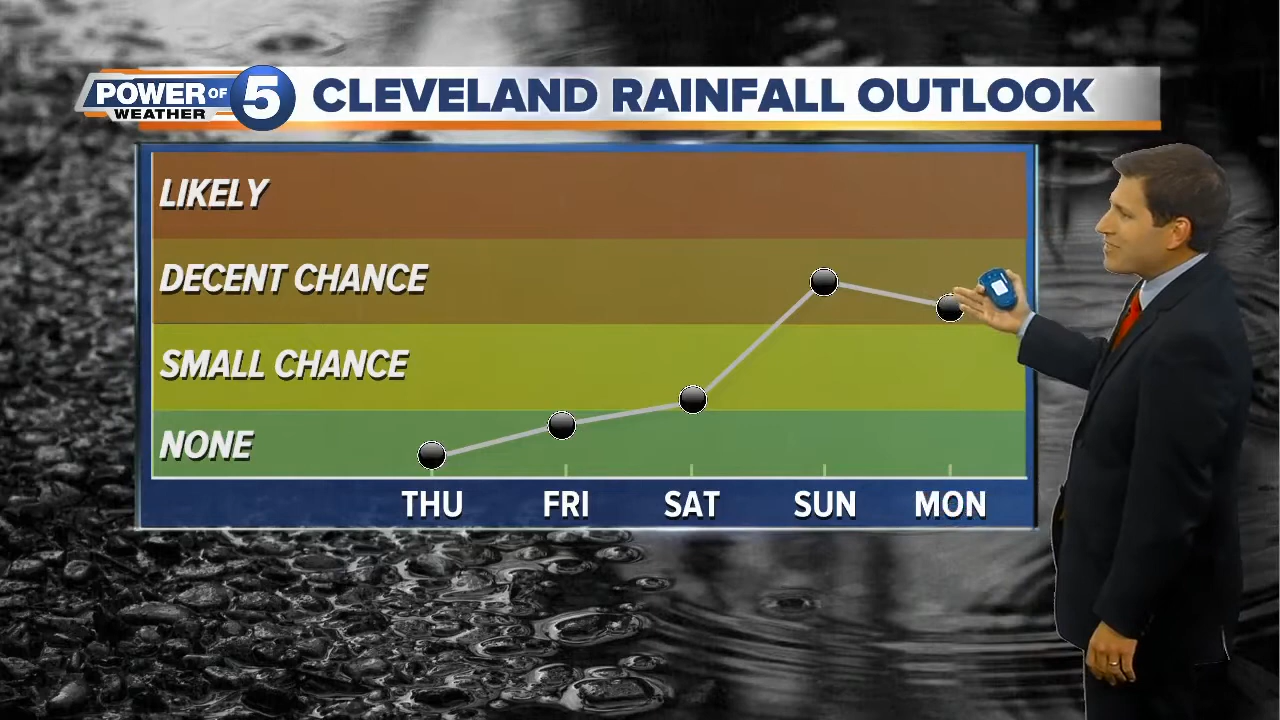 POWER OF 5
WEATHER
CLEVELAND RAINFALL OUTLOOK
LIKELY
DECENT CHANCE
SMALL CHANCE
NONE
THU FRI SAT SUN MON